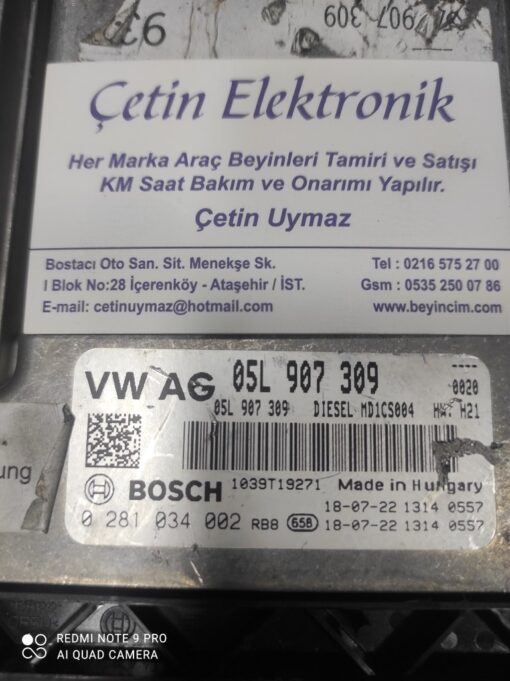 907 309
Çetin Elektronik
Her Marka Araç Beyinleri Tamiri ve Satışı
KM Saat Bakım ve Onarımı Yapılır.
Çetin Uymaz
Bostacı Oto San. Sit. Menekşe Sk.
Tel : 0216 575 27 00
I Blok No:28 İçerenköy - Ataşehir / İST.
Gsm : 0535 250 07 86
E-mail: cetinuymaz@hotmail.com
www.beyincim.com
VW AG 05L 907 309
0020
05L 907 309 DIESEL MD1CS004 H21
ung
BOSCH 1039T19271 Made in Hungary
18-07-22 1314 0557
0 281 034 002 RB8 658 18-07-22 1314 0557
REDMI NOTE 9 PRO
AI QUAD CAMERA